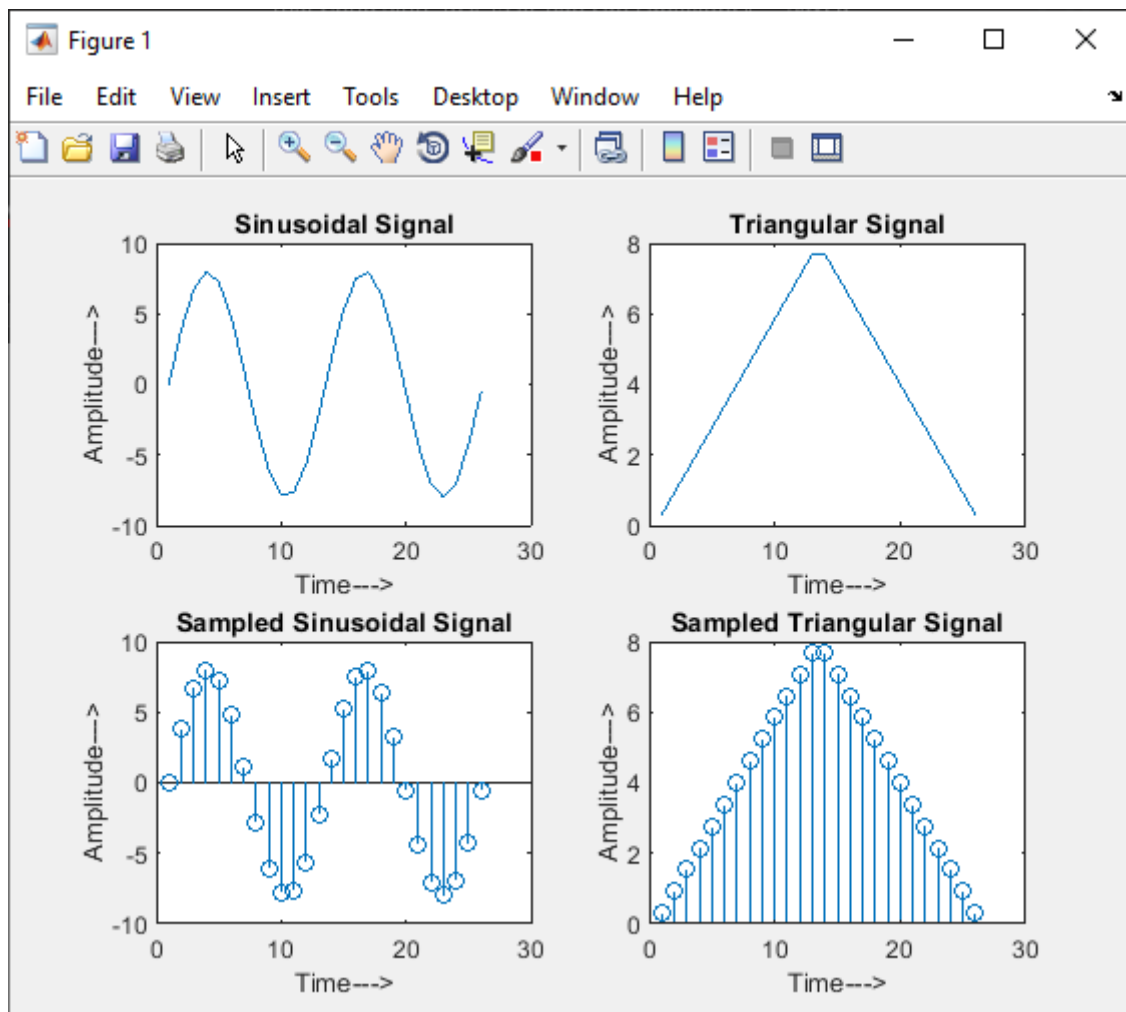 Figure 1
File Edit View Insert Tools Desktop Window Help
Sinusoidal Signal
10
5
0
-5
-10
Amplitude--->
0 10 20 30
Time--->
Triangular Signal
8
6
4
2
0
Amplitude--->
0 10 20 30
Time--->
Sampled Sinusoidal Signal
10
5
0
-5
-10
Amplitude--->
0 10 20 30
Time--->
Sampled Triangular Signal
8
6
4
2
0
Amplitude--->
0 10 20 30
Time--->